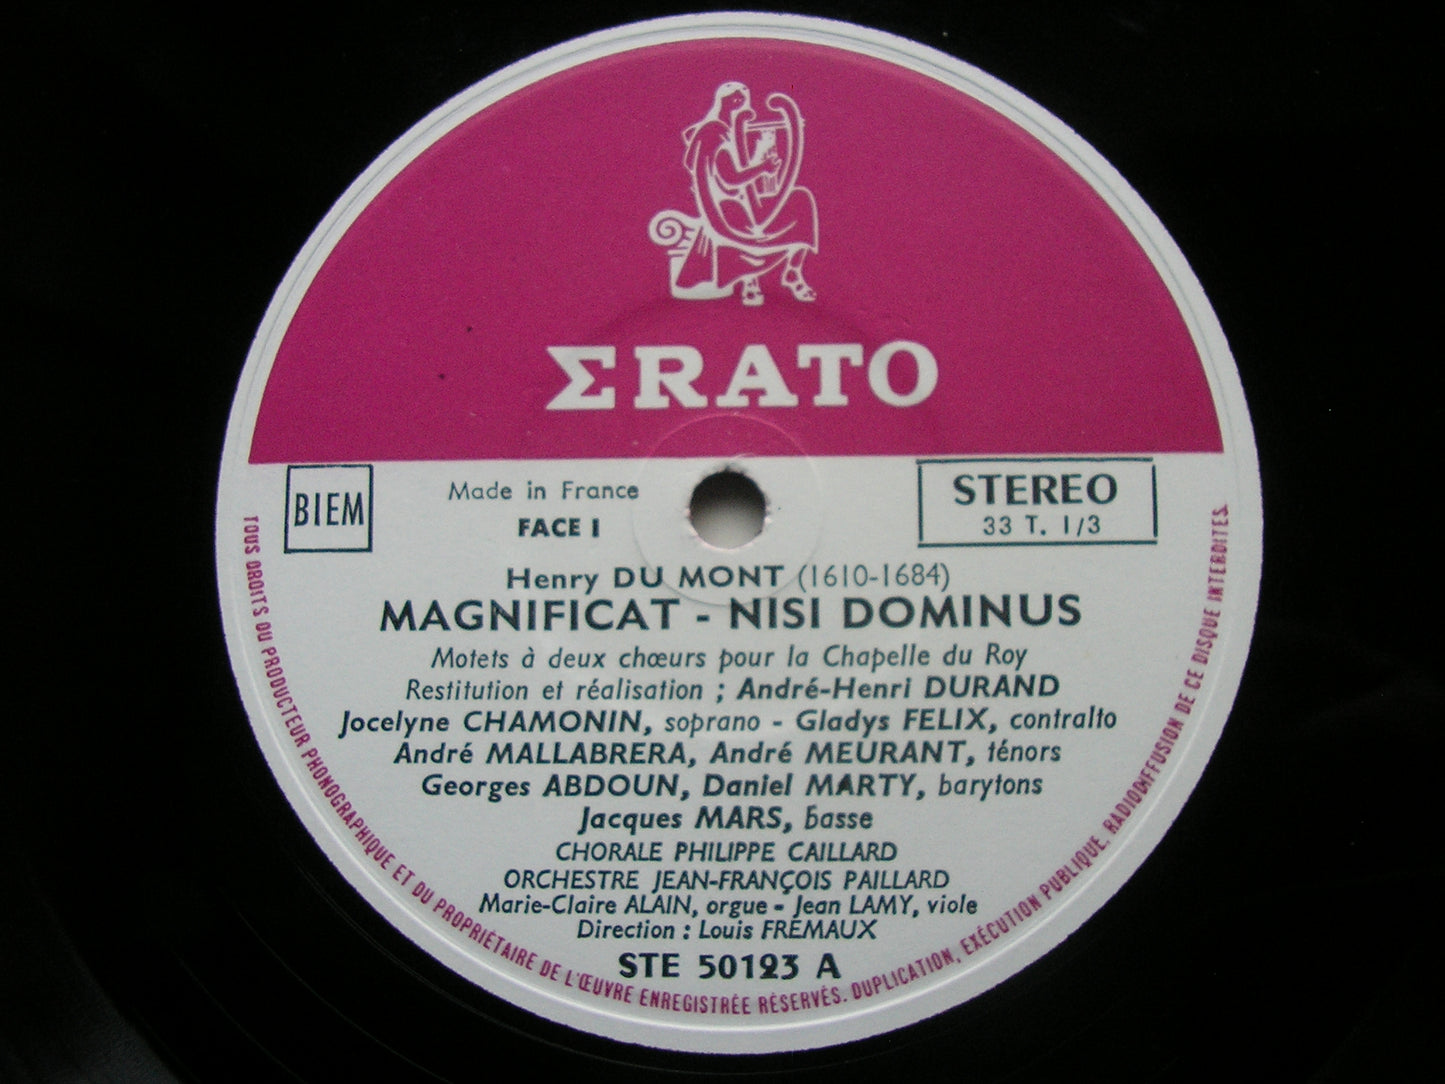 ΣRATO
BIEM
Made in France
FACE I
STEREO
33 T. 1/3
Henry DU MONT (1610-1684)
MAGNIFICAT - NISI DOMINUS
Motets à deux chœurs pour la Chapelle du Roy
Restitution et réalisation ; André-Henri DURAND
Jocelyne CHAMONIN, soprano - Gladys FELIX, contralto
André MALLABRERA, André MEURANT, ténors
Georges ABDOUN, Daniel MARTY, barytons
Jacques MARS, basse
CHORALE PHILIPPE CAILLARD
ORCHESTRE JEAN-FRANÇOIS PAILLARD
Marie-Claire ALAIN, orgue - Jean LAMY, viole
Direction : Louis FRÉMAUX
STE 50123 A
TOUS DROITS DU PRODUCTEUR PHONOGRAPHIQUE ET DU PROPRIÉTAIRE DE L'ŒUVRE ENREGISTRÉE RÉSERVÉS. DUPLICATION, EXÉCUTION PUBLIQUE, RADIODIFFUSION DE CE DISQUE INTERDITES.